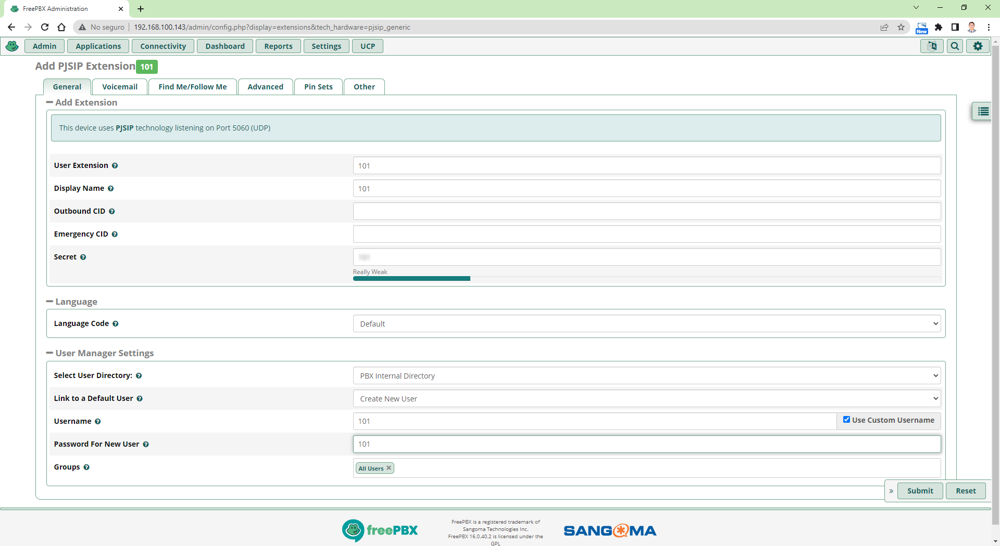 FreePBX Administration
No seguro
192.168.100.143/admin/config.php?display=extensions&tech_hardware=pjsip_generic
New
Admin
Applications
Connectivity
Dashboard
Reports
Settings
UCP
Add PJSIP Extension 101
General
Voicemail
Find Me/Follow Me
Advanced
Pin Sets
Other
Add Extension
This device uses PJSIP technology listening on Port 5060 (UDP)
User Extension
101
Display Name
101
Outbound CID
Emergency CID
Secret
Really Weak
Language
Language Code
Default
User Manager Settings
Select User Directory:
PBX Internal Directory
Link to a Default User
Create New User
Username
101
Use Custom Username
Password For New User
101
Groups
All Users
» Submit Reset
freePBX
FreePBX is a registered trademark of
Sangoma Technologies Inc.
FreePBX 16.0.40.2 is licensed under the
GPL
SANGOMA